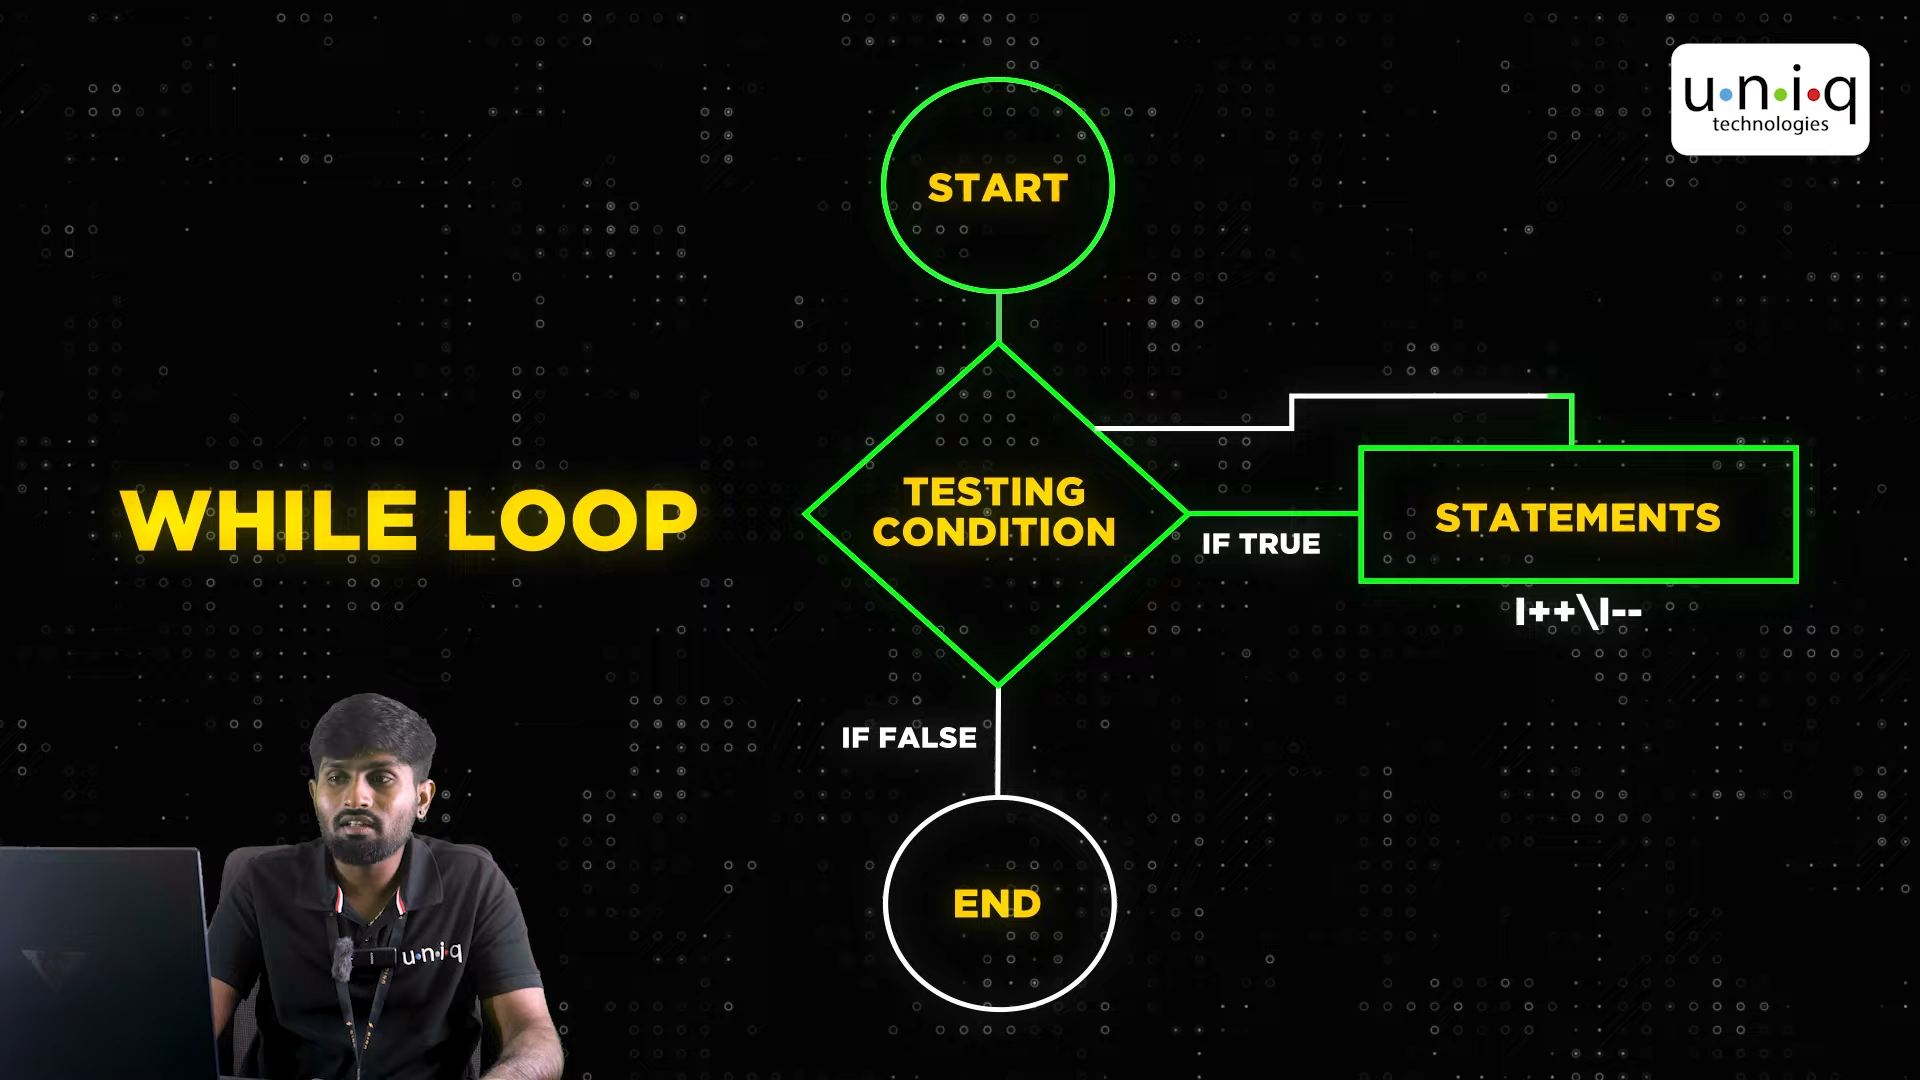 u·n·i·q
technologies
START
WHILE LOOP
TESTING
CONDITION
IF TRUE
STATEMENTS
I++\I--
IF FALSE
END
u·n·i·q